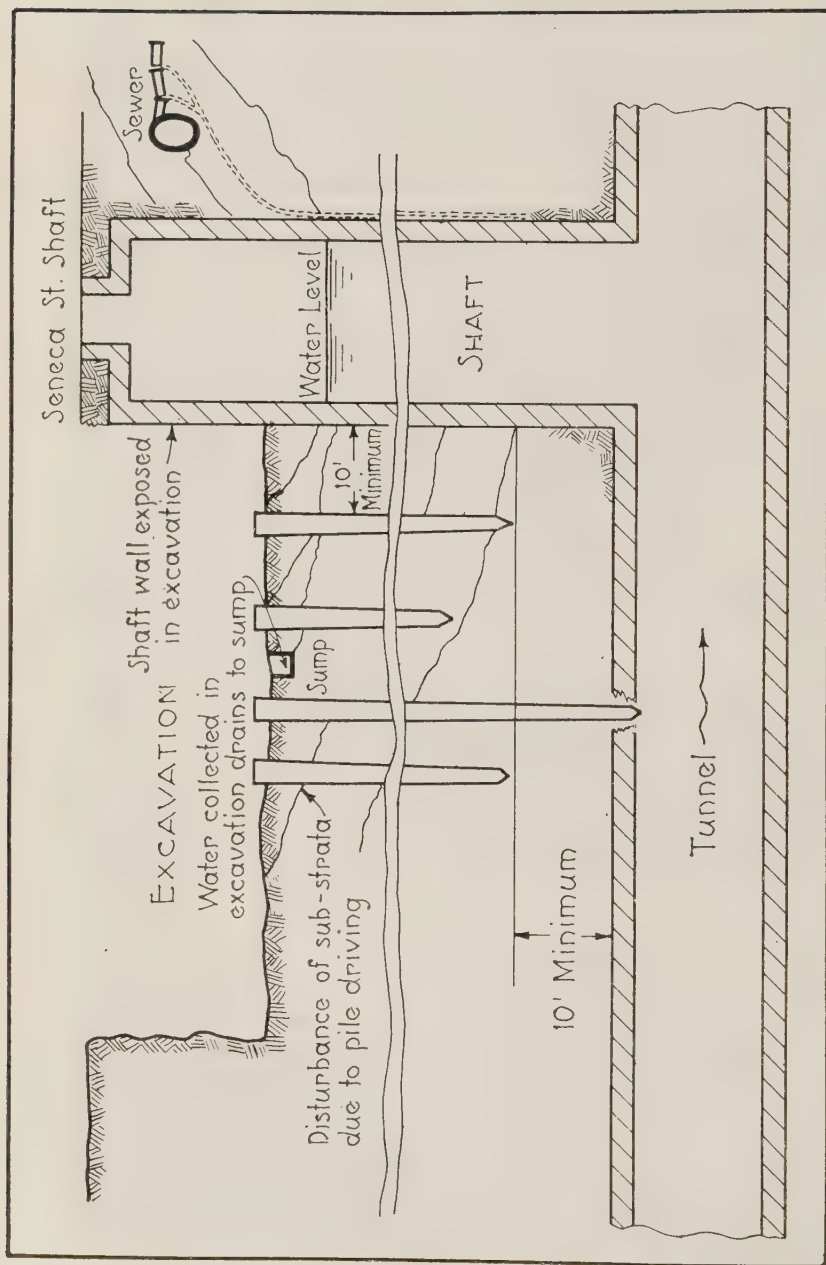 Seneca St. Shaft
Sewer
Shaft wall exposed
in excavation
EXCAVATION
Water collected in
excavation drains to sump
Sump
10'
Minimum
Water Level
SHAFT
Disturbance of sub-strata
due to pile driving
10' Minimum
Tunnel